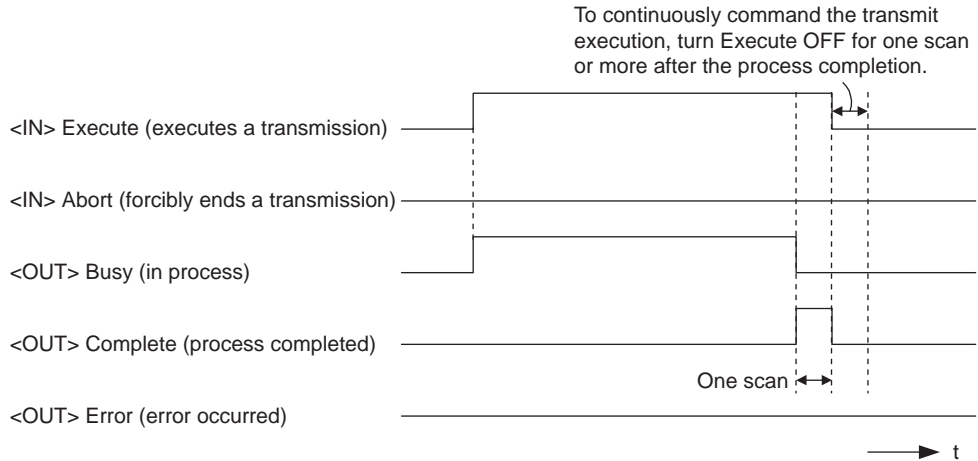 To continuously command the transmit
execution, turn Execute OFF for one scan
or more after the process completion.
<IN> Execute (executes a transmission)
<IN> Abort (forcibly ends a transmission)
<OUT> Busy (in process)
<OUT> Complete (process completed)
One scan
<OUT> Error (error occurred)
t